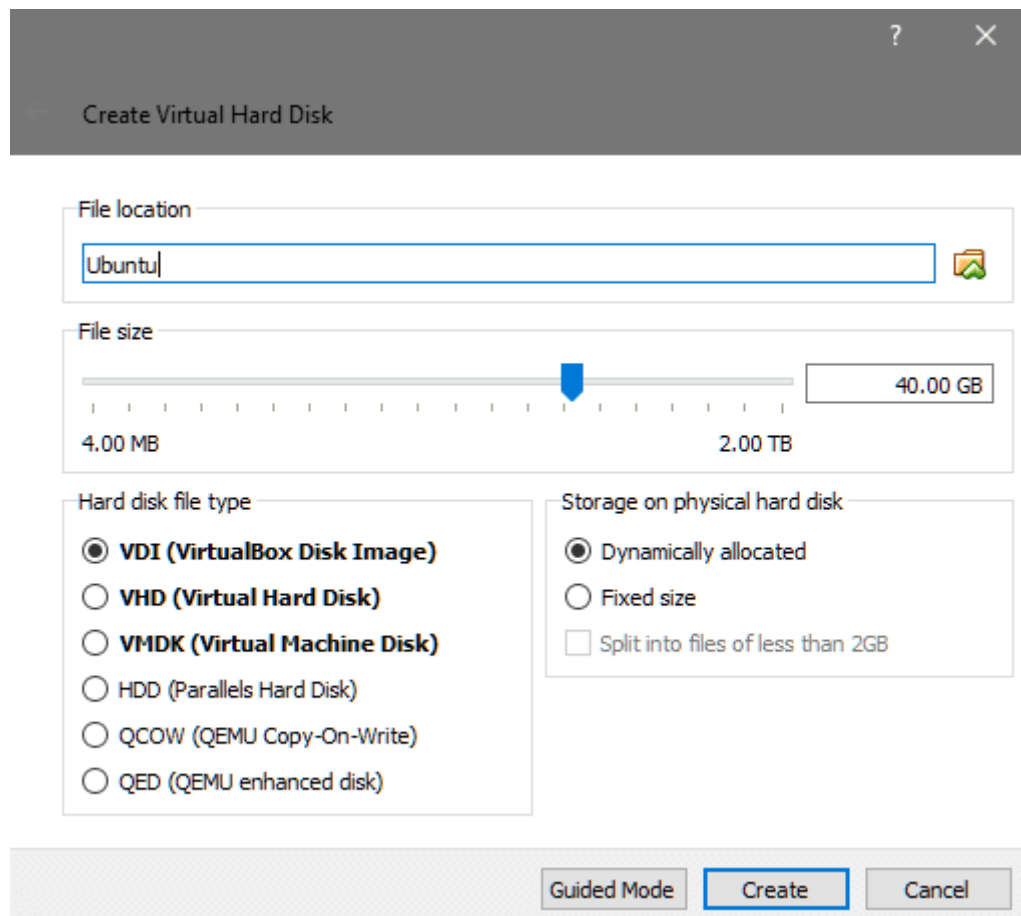 ?
Create Virtual Hard Disk
File location
Ubuntu
File size
40.00 GB
4.00 MB 2.00 TB
Hard disk file type
VDI (VirtualBox Disk Image)
VHD (Virtual Hard Disk)
VMDK (Virtual Machine Disk)
HDD (Parallels Hard Disk)
QCOW (QEMU Copy-On-Write)
QED (QEMU enhanced disk)
Storage on physical hard disk
Dynamically allocated
Fixed size
Split into files of less than 2GB
Guided Mode Create Cancel